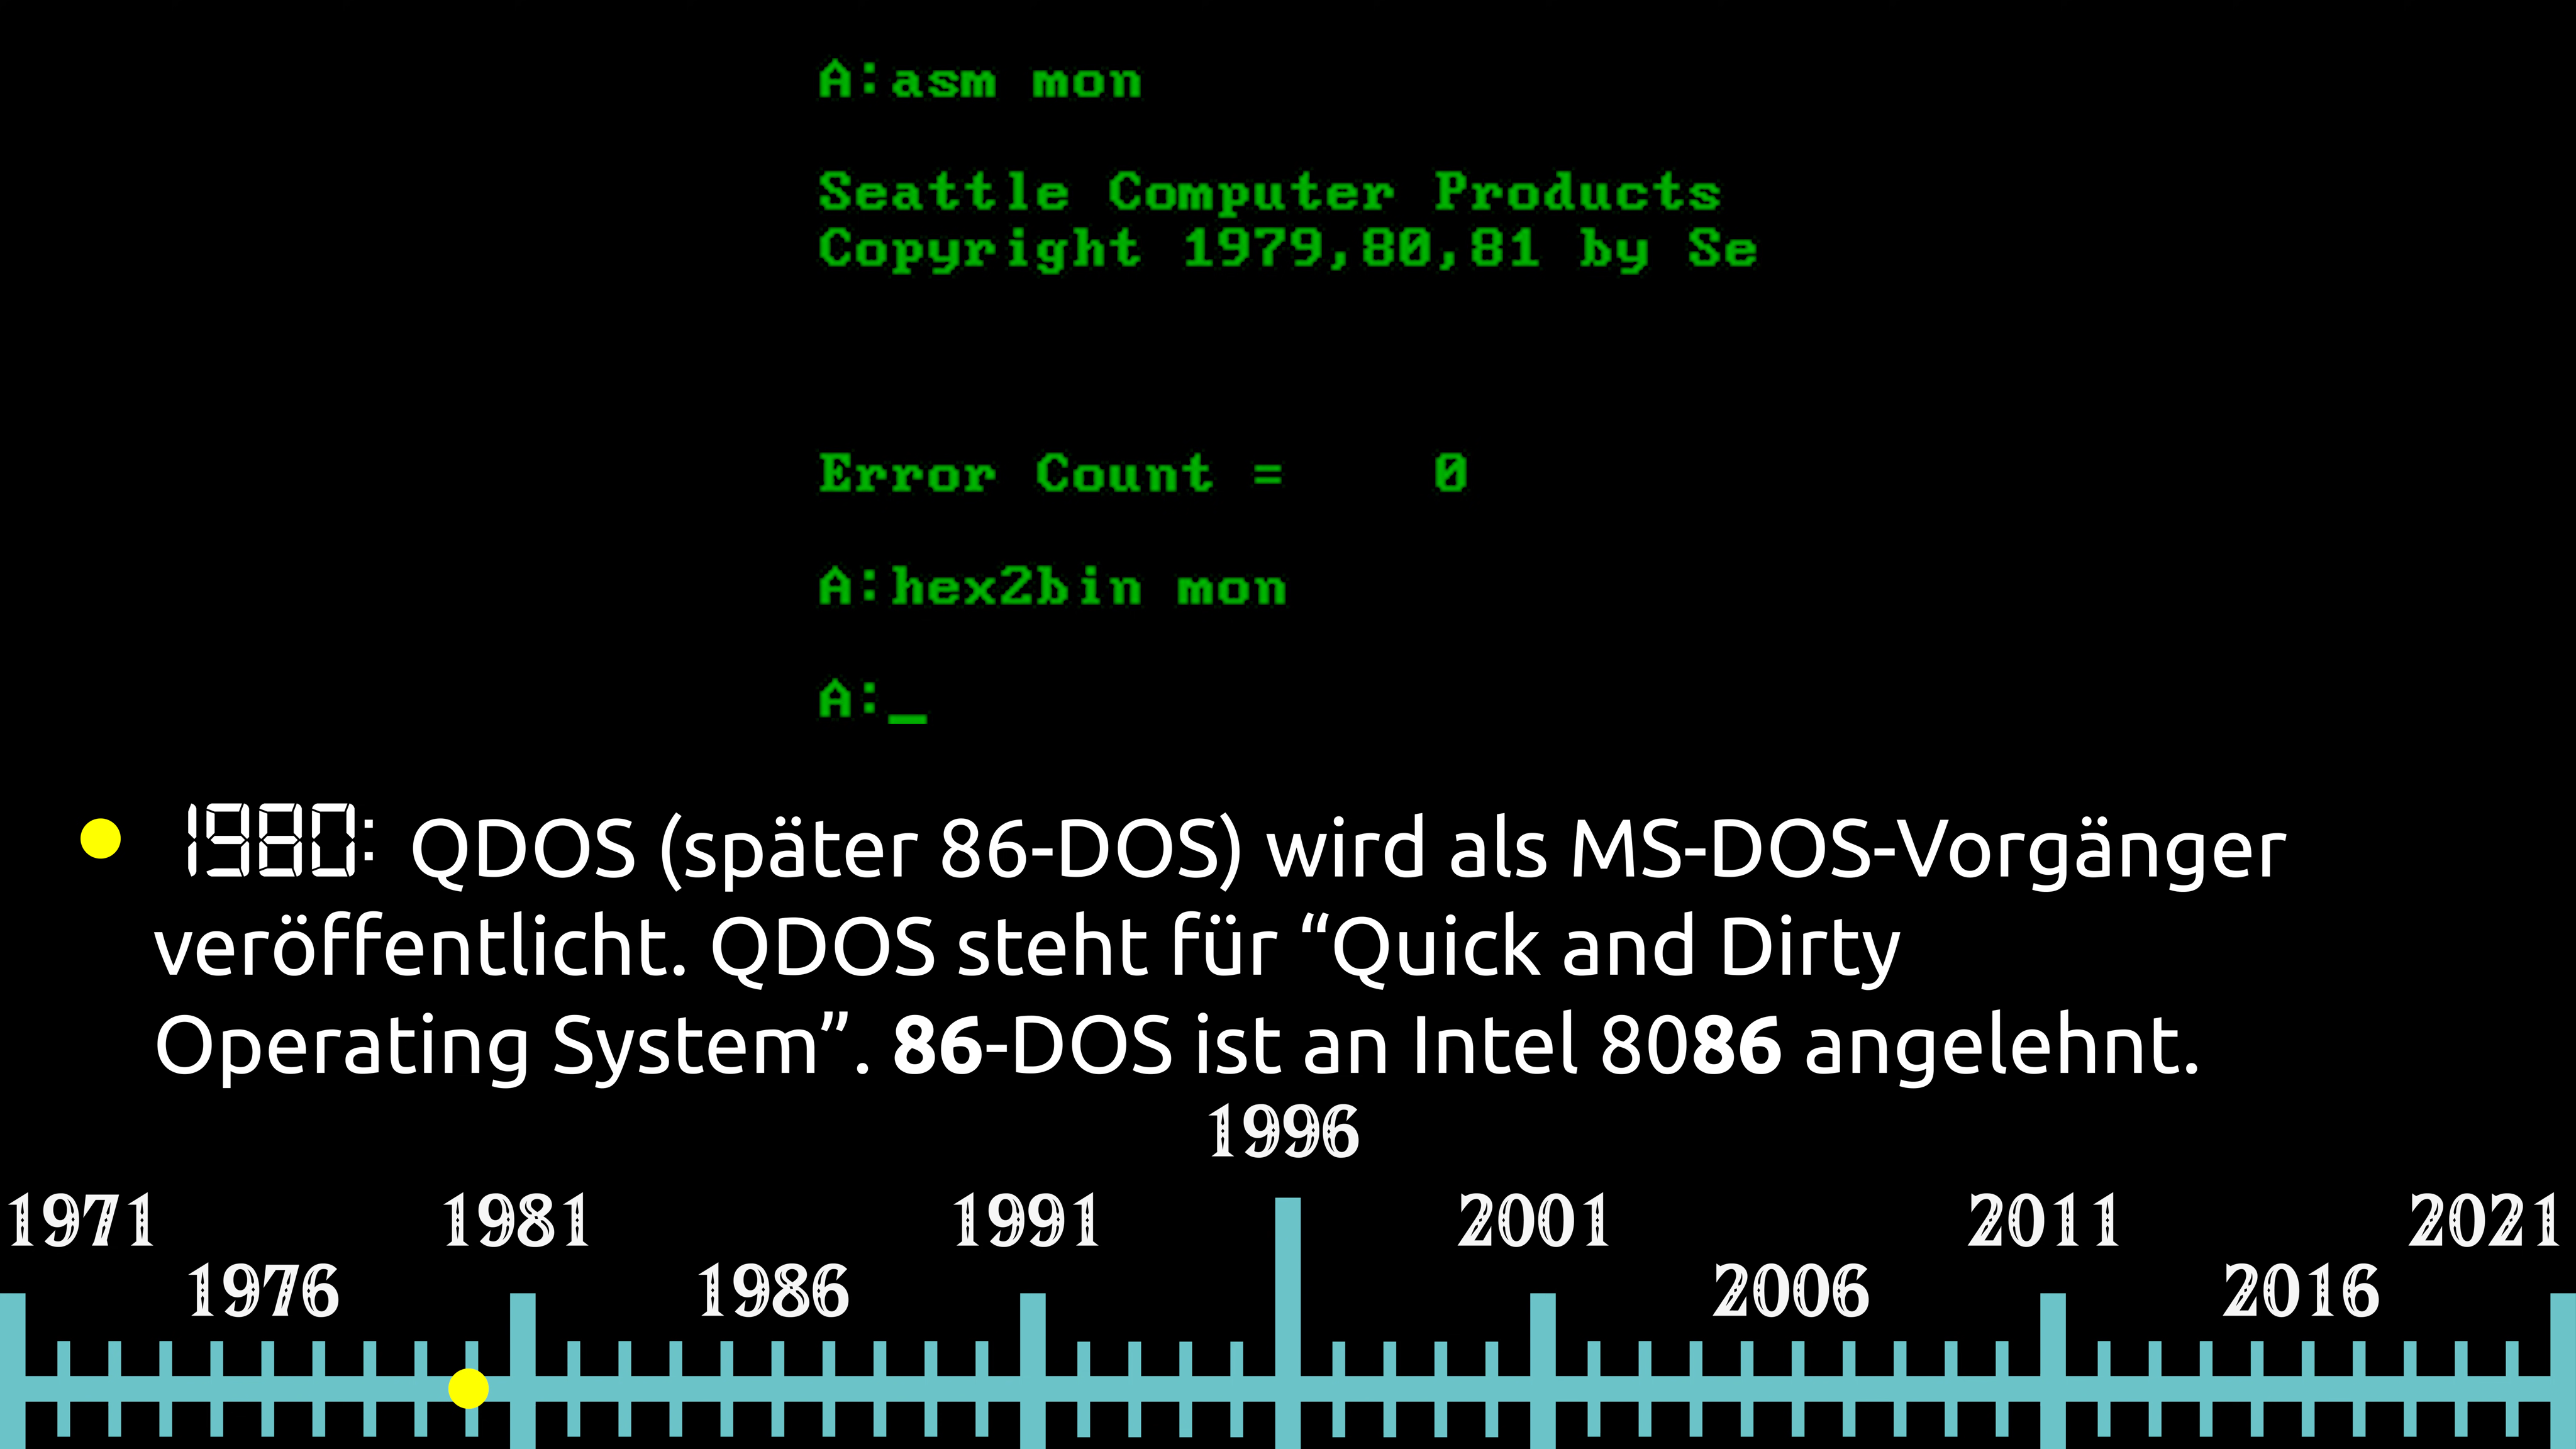 A:asm mon
Seattle Computer Products
Copyright 1979,80,81 by Se
Error Count =    0
A:hex2bin mon
A:_
1980: QDOS (später 86-DOS) wird als MS-DOS-Vorgänger
veröffentlicht. QDOS steht für “Quick and Dirty
Operating System”. 86-DOS ist an Intel 8086 angelehnt.
1996
1971 1981 1991 2001 2011 2021
1976 1986 2006 2016